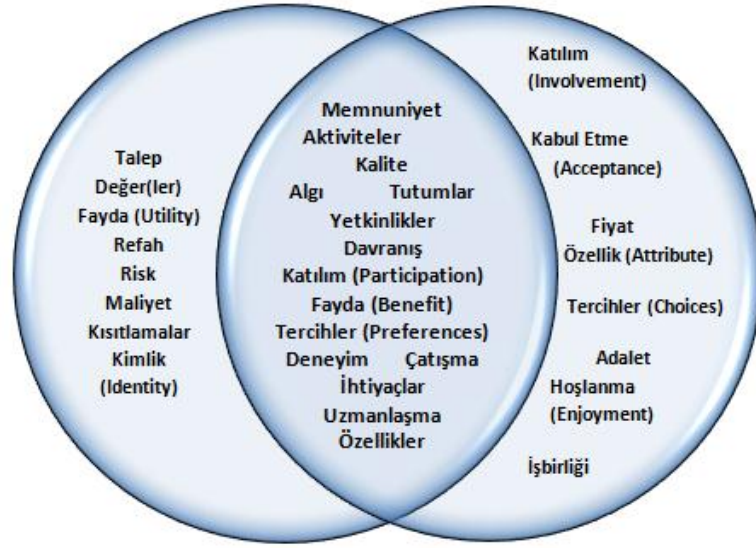 Talep
Değer(ler)
Fayda (Utility)
Refah
Risk
Maliyet
Kısıtlamalar
Kimlik
(Identity)
Memnuniyet
Aktiviteler
Kalite
Algı Tutumlar
Yetkinlikler
Davranış
Katılım (Participation)
Fayda (Benefit)
Tercihler (Preferences)
Deneyim Çatışma
İhtiyaçlar
Uzmanlaşma
Özellikler
Katılım
(Involvement)
Kabul Etme
(Acceptance)
Fiyat
Özellik (Attribute)
Tercihler (Choices)
Adalet
Hoşlanma
(Enjoyment)
İşbirliği